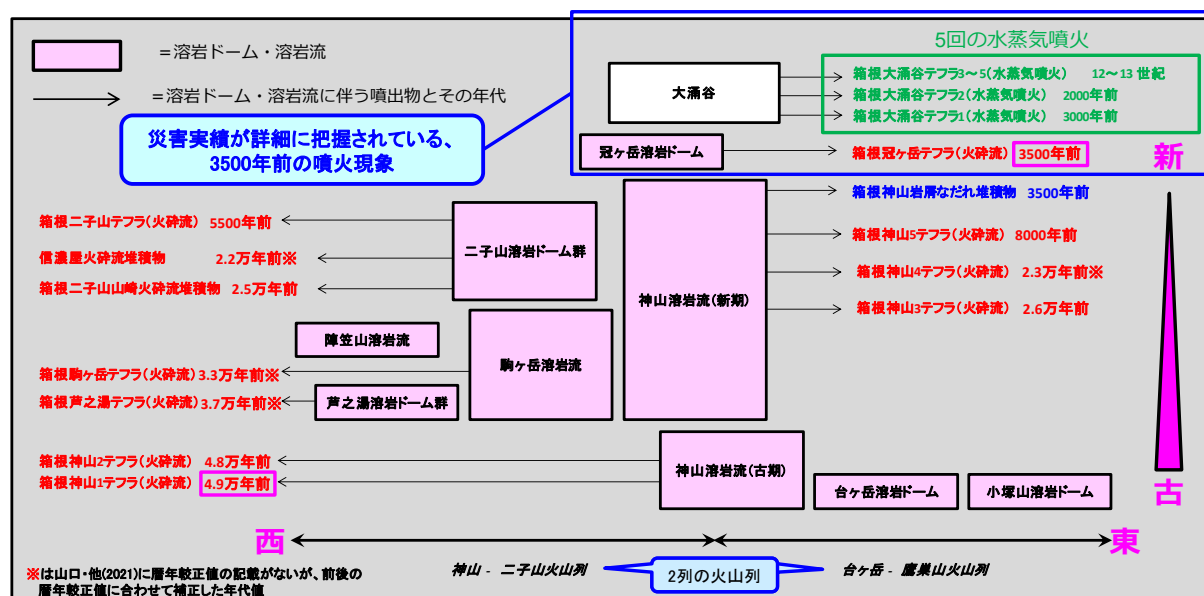 =溶岩ドーム・溶岩流
=溶岩ドーム・溶岩流に伴う噴出物とその年代
災害実績が詳細に把握されている、
3500年前の噴火現象
5回の水蒸気噴火
大涌谷
箱根大涌谷テフラ3~5(水蒸気噴火) 12~13 世紀
箱根大涌谷テフラ2(水蒸気噴火) 2000年前
箱根大涌谷テフラ1(水蒸気噴火) 3000年前
冠ヶ岳溶岩ドーム
箱根冠ヶ岳テフラ(火砕流) 3500年前
新
箱根神山岩屑なだれ堆積物 3500年前
箱根二子山テフラ(火砕流) 5500年前
二子山溶岩ドーム群
箱根神山5テフラ(火砕流) 8000年前
信濃屋火砕流堆積物 2.2万年前※
箱根神山4テフラ(火砕流) 2.3万年前※
箱根二子山山崎火砕流堆積物 2.5万年前
神山溶岩流(新期)
箱根神山3テフラ(火砕流) 2.6万年前
陣笠山溶岩流
駒ヶ岳溶岩流
箱根駒ヶ岳テフラ(火砕流) 3.3万年前※
箱根芦之湯テフラ(火砕流) 3.7万年前※
芦之湯溶岩ドーム群
箱根神山2テフラ(火砕流) 4.8万年前
神山溶岩流(古期)
箱根神山1テフラ(火砕流) 4.9万年前
台ヶ岳溶岩ドーム
小塚山溶岩ドーム
古
西
東
※は山口・他(2021)に暦年較正値の記載がないが、前後の
暦年較正値に合わせて補正した年代値
神山 - 二子山火山列
2列の火山列
台ヶ岳 - 鷹巣山火山列